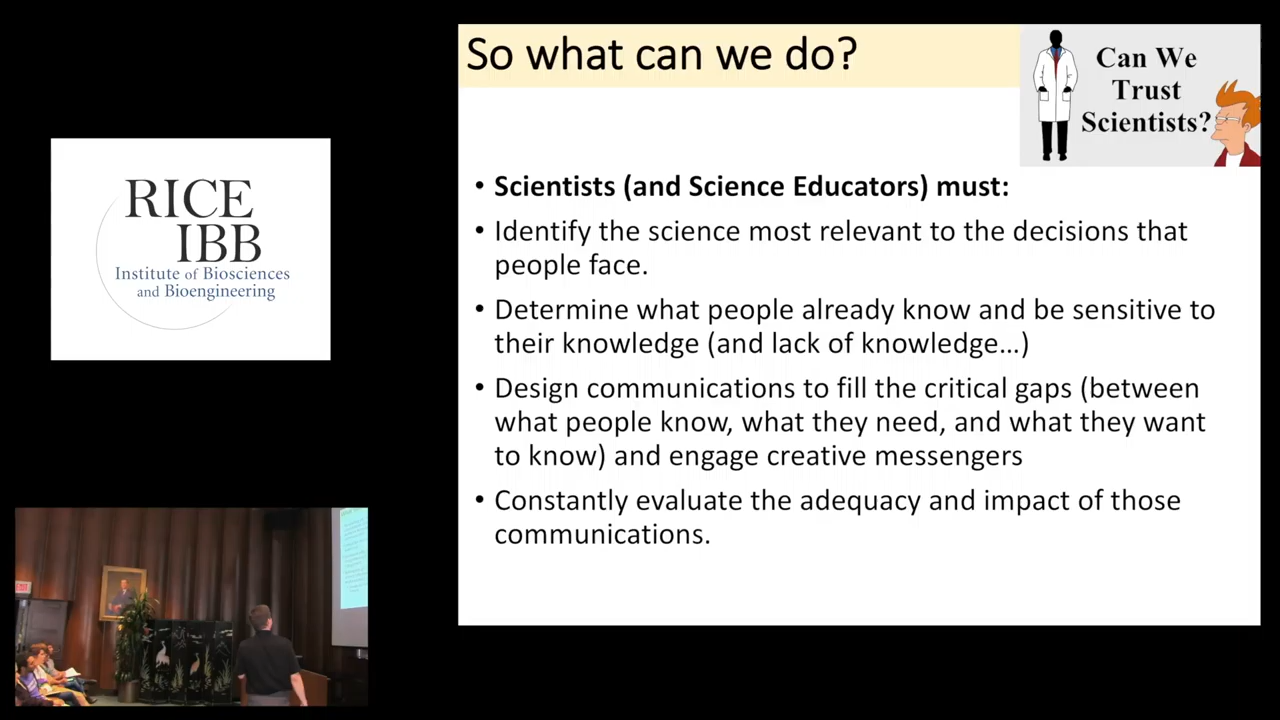 So what can we do?
Can We
Trust
Scientists?
• Scientists (and Science Educators) must:
• Identify the science most relevant to the decisions that
people face.
• Determine what people already know and be sensitive to
their knowledge (and lack of knowledge...)
• Design communications to fill the critical gaps (between
what people know, what they need, and what they want
to know) and engage creative messengers
• Constantly evaluate the adequacy and impact of those
communications.
RICE
IBB
Institute of Biosciences
and Bioengineering
EXIT